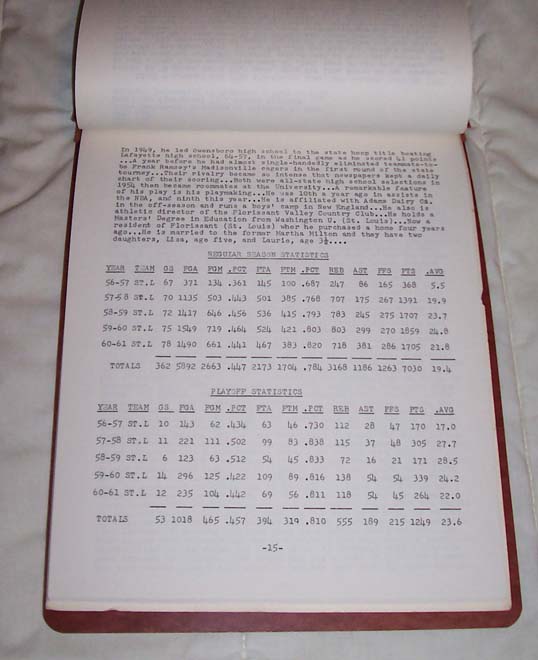 In 1949, he led Owensboro high school to the state hoop title beating
Lafayette high school, 64-57, in the final game as he scored 41 points
...A year before he had almost single-handedly eliminated teammate-to-
be Frank Ramsey's Madisonville cagers in the first round of the state
tourney...Their rivalry became so intense that newspapers kept a daily
chart of their scoring...Both were all-state high school selections in
1954 then became roommates at the University...A remarkable feature
of his play is his playmaking...He was 10th a year ago in assists in
the NBA, and ninth this year...He is affiliated with Adams Dairy Co.
in the off-season and runs a boys' camp in New England...He also is
athletic director of the Florissant Valley Country Club...He holds a
Masters' Degree in Education from Washington U. (St. Louis)...Now a
resident of Florissant (St. Louis) wher he purchased a home four years
ago...He is married to the former Martha Milton and they have two
daughters, Lisa, age five, and Laurie, age 3½....
REGULAR SEASON STATISTICS
YEAR TEAM GS FGA FGM .PCT FTA FTM .PCT REB AST FFS PTS .AVG
56-57 ST.L 67 371 134 .361 145 100 .687 247 86 165 368 5.5
57-58 ST.L 70 1135 503 .443 501 385 .768 707 175 267 1391 19.9
58-59 ST.L 72 1417 646 .456 536 415 .793 783 245 275 1707 23.7
59-60 ST.L 75 1549 719 .464 524 421 .803 803 299 270 1859 24.8
60-61 ST.L 78 1490 661 .441 467 383 .820 718 381 286 1705 21.8
TOTALS 362 5892 2663 .447 2173 1704 .784 3168 1186 1263 7030 19.4
PLAYOFF STATISTICS
YEAR TEAM GS FGA FGM .PCT FTA FTM .PCT REB AST FFS PTS .AVG
56-57 ST.L 10 143 62 .434 63 46 .730 112 28 47 170 17.0
57-58 ST.L 11 221 111 .502 99 83 .838 115 37 48 305 27.7
58-59 ST.L 6 123 63 .512 54 45 .833 72 16 21 171 28.5
59-60 ST.L 14 296 125 .422 109 89 .816 138 54 54 339 24.2
60-61 ST.L 12 235 104 .442 69 56 .811 118 54 45 264 22.0
TOTALS 53 1018 465 .457 394 319 .810 555 189 215 1249 23.6
-15-